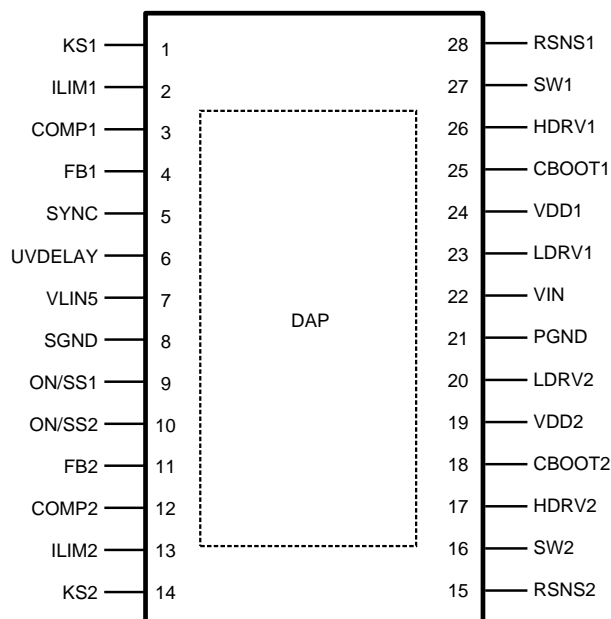 KS1 1 28 RSNS1
ILIM1 2 27 SW1
COMP1 3 26 HDRV1
FB1 4 25 CBOOT1
SYNC 5 24 VDD1
UVDELAY 6 23 LDRV1
VLIN5 7 22 VIN
DAP
SGND 8 21 PGND
ON/SS1 9 20 LDRV2
ON/SS2 10 19 VDD2
FB2 11 18 CBOOT2
COMP2 12 17 HDRV2
ILIM2 13 16 SW2
KS2 14 15 RSNS2